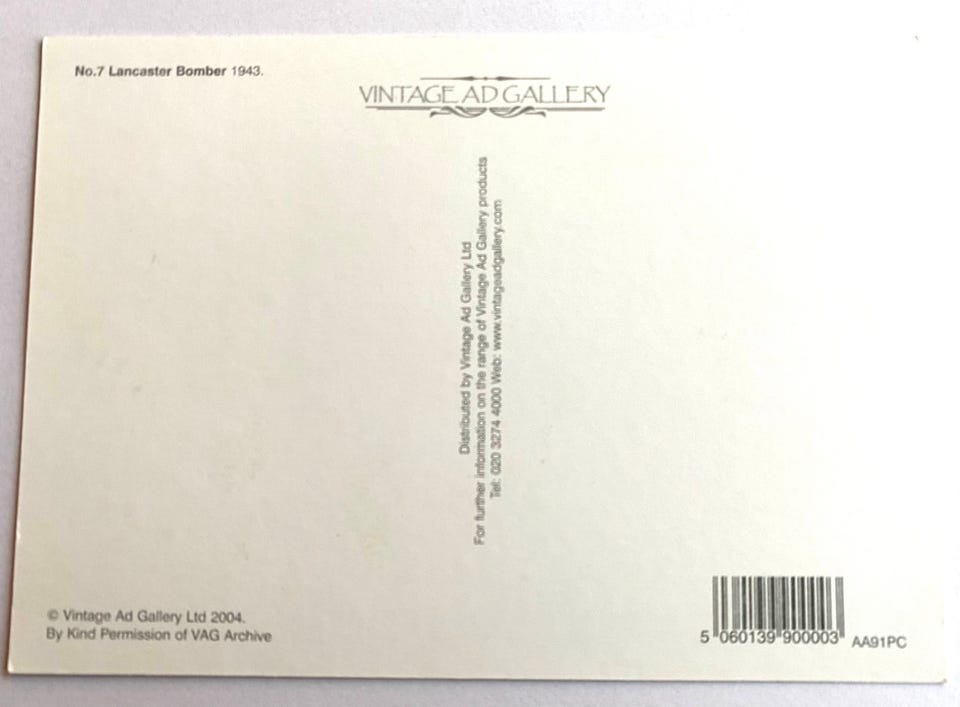 No.7 Lancaster Bomber 1943.
VINTAGE AD GALLERY
Distributed by Vintage Ad Gallery Ltd
For further information on the range of Vintage Ad Gallery products
Tel: 020 3274 4000 Web: www.vintageadgallery.com
© Vintage Ad Gallery Ltd 2004.
By Kind Permission of VAG Archive
5 060139 900003 AA91PC